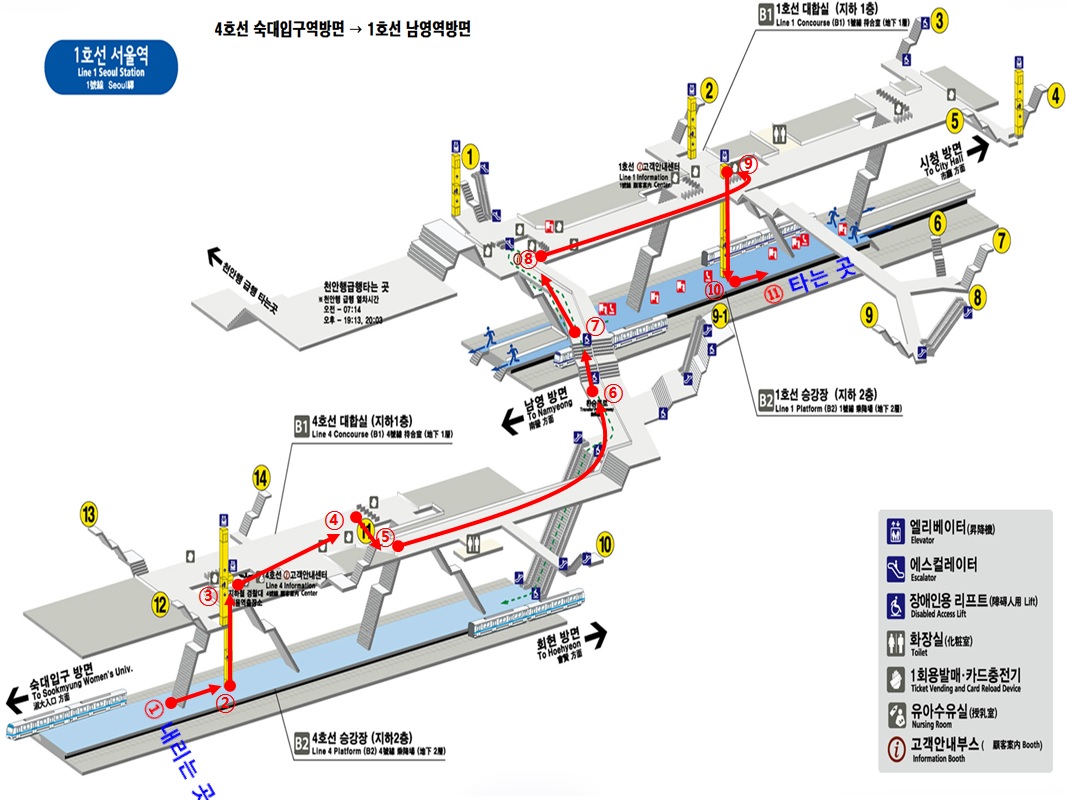 4호선 숙대입구역방면 → 1호선 남영역방면
1호선 서울역
Line 1 Seoul Station
1號線 Seoul驛
B1 1호선 대합실 (지하 1층)
Line 1 Concourse (B1) 1號線 待合室 (地下 1層)
3
2
4
1
5
시청 방면
To City Hall
市廳 方面
1호선 고객안내센터
Line 1 Information
1號線 顧客案內 Center
⑨
6
7
8
9
⑧
천안행 급행 타는곳
천안행급행타는 곳
※천안행 급행 열차시간
오전 - 07:14
오후 - 19:13, 20:03
⑩
⑪
타는 곳
9-1
⑦
⑥
남영 방면
To Namyeong
南營 方面
B2 1호선 승강장 (지하 2층)
Line 1 Platform (B2) 1號線 乘降場 (地下 2層)
B1 4호선 대합실 (지하1층)
Line 4 Concourse (B1) 4號線 待合室 (地下 1層)
14
13
④
11
⑤
10
12
③
4호선 고객안내센터
Line 4 Information
4號線 顧客案內 Center
지하철 경찰대
회현 방면
To Hoehyeon
會賢 方面
숙대입구 방면
To Sookmyung Women's Univ.
淑大入口 方面
①
②
내리는 곳
B2 4호선 승강장 (지하2층)
Line 4 Platform (B2) 4號線 乘降場 (地下 2層)
엘리베이터(昇降機)
Elevator
에스컬레이터
Escalator
장애인용 리프트(障碍人用 Lift)
Disabled Access Lift
화장실(化粧室)
Toilet
1회용발매·카드충전기
Ticket Vending and Card Reload Device
유아수유실(授乳室)
Nursing Room
고객안내부스( 顧客案內 Booth)
Information Booth